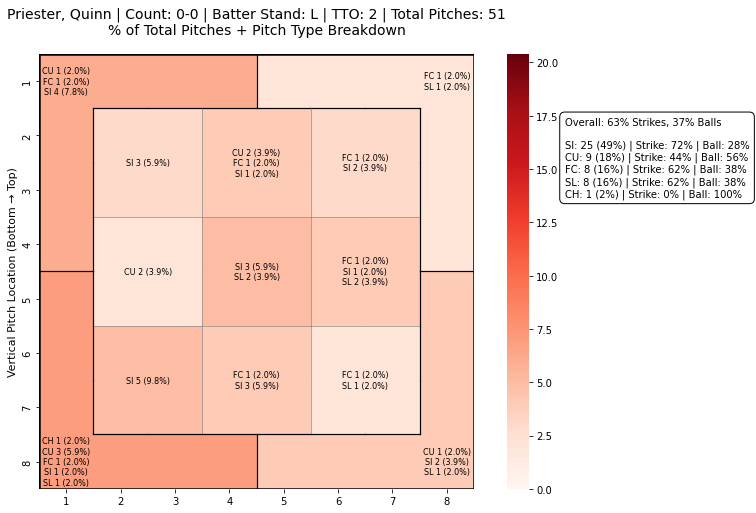 Priester, Quinn | Count: 0-0 | Batter Stand: L | TTO: 2 | Total Pitches: 51
% of Total Pitches + Pitch Type Breakdown
CU 1 (2.0%)
FC 1 (2.0%)
SI 4 (7.8%)
FC 1 (2.0%)
SL 1 (2.0%)
SI 3 (5.9%)
CU 2 (3.9%)
FC 1 (2.0%)
SI 1 (2.0%)
FC 1 (2.0%)
SI 2 (3.9%)
CU 2 (3.9%)
SI 3 (5.9%)
SL 2 (3.9%)
FC 1 (2.0%)
SI 1 (2.0%)
SL 2 (3.9%)
SI 5 (9.8%)
FC 1 (2.0%)
SI 3 (5.9%)
FC 1 (2.0%)
SL 1 (2.0%)
CH 1 (2.0%)
CU 3 (5.9%)
FC 1 (2.0%)
SI 1 (2.0%)
SL 1 (2.0%)
CU 1 (2.0%)
SI 2 (3.9%)
SL 1 (2.0%)
Vertical Pitch Location (Bottom → Top)
1
2
3
4
5
6
7
8
1
2
3
4
5
6
7
8
20.0
17.5
15.0
12.5
10.0
7.5
5.0
2.5
0.0
Overall: 63% Strikes, 37% Balls
SI: 25 (49%) | Strike: 72% | Ball: 28%
CU: 9 (18%) | Strike: 44% | Ball: 56%
FC: 8 (16%) | Strike: 62% | Ball: 38%
SL: 8 (16%) | Strike: 62% | Ball: 38%
CH: 1 (2%) | Strike: 0% | Ball: 100%